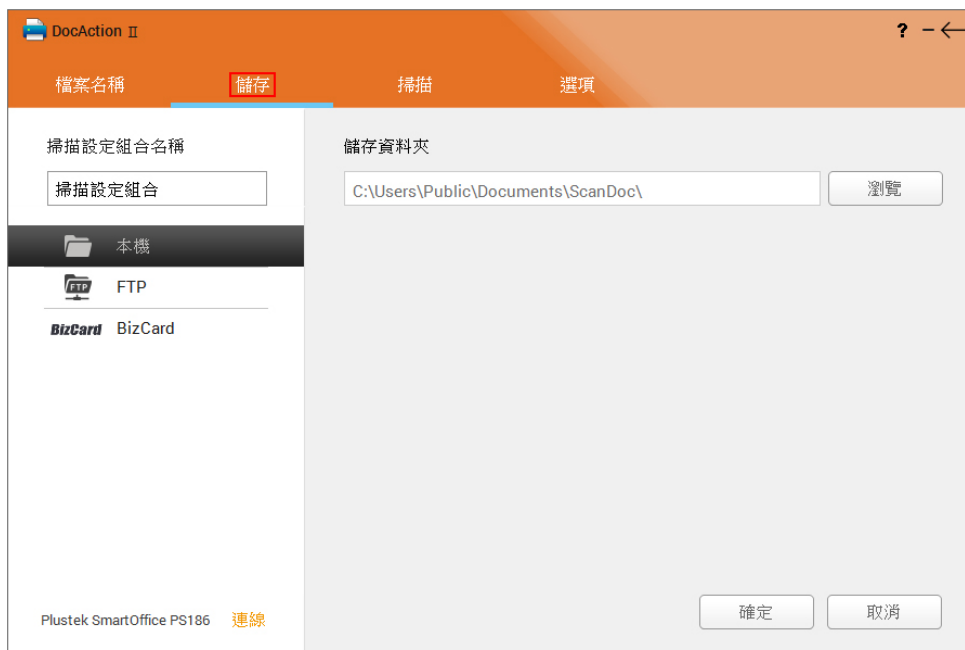 DocAction II
? – ←
檔案名稱 儲存 掃描 選項
掃描設定組合名稱
掃描設定組合
本機
FTP
FTP
BizCard BizCard
儲存資料夾
C:\Users\Public\Documents\ScanDoc\ 瀏覽
Plustek SmartOffice PS186 連線
確定 取消